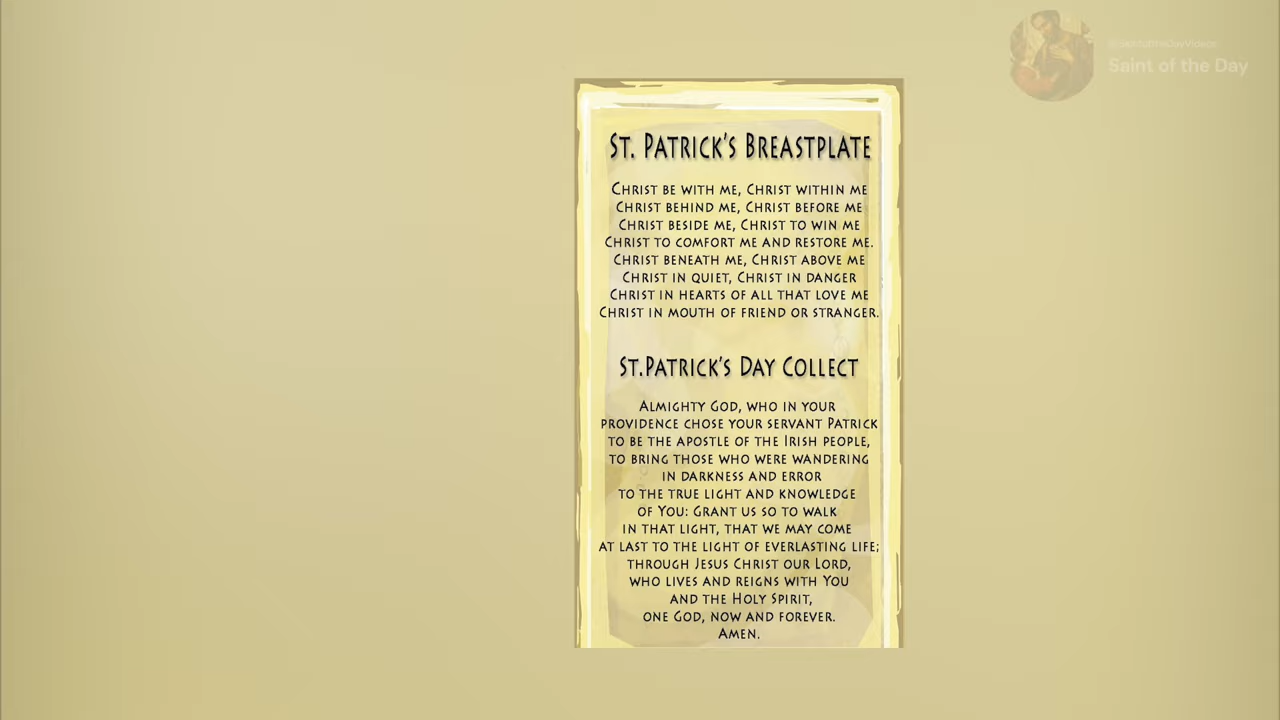 @SaintoftheDayVideos
Saint of the Day
St. Patrick's Breastplate
Christ be with me, Christ within me
Christ behind me, Christ before me
Christ beside me, Christ to win me
Christ to comfort me and restore me.
Christ beneath me, Christ above me
Christ in quiet, Christ in danger
Christ in hearts of all that love me
Christ in mouth of friend or stranger.
St.Patrick's Day Collect
Almighty God, who in your
providence chose your servant Patrick
to be the apostle of the Irish people,
to bring those who were wandering
in darkness and error
to the true light and knowledge
of You: Grant us so to walk
in that light, that we may come
at last to the light of everlasting life;
through Jesus Christ our Lord,
who lives and reigns with You
and the Holy Spirit,
one God, now and forever.
Amen.